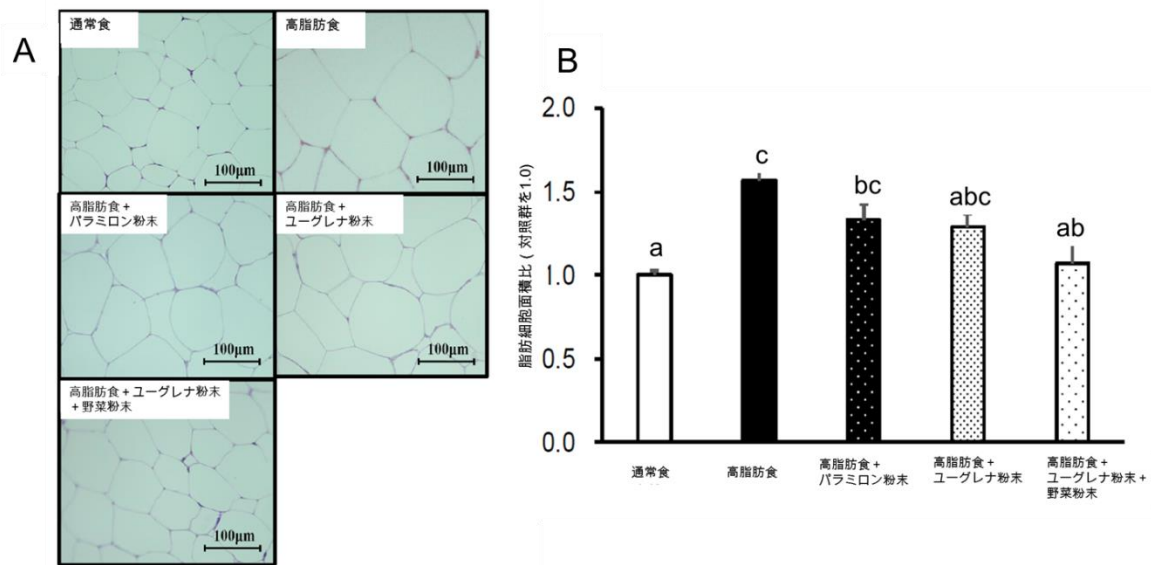 A
通常食
100μm
高脂肪食
100μm
高脂肪食+
パラミロン粉末
100μm
高脂肪食+
ユーグレナ粉末
100μm
高脂肪食+ユーグレナ粉末
+野菜粉末
100μm
B
脂肪細胞面積比(対照群を1.0)
2.0
1.5
1.0
0.5
0.0
a
c
bc
abc
ab
通常食
高脂肪食
高脂肪食+
パラミロン粉末
高脂肪食+
ユーグレナ粉末
高脂肪食+
ユーグレナ粉末+
野菜粉末